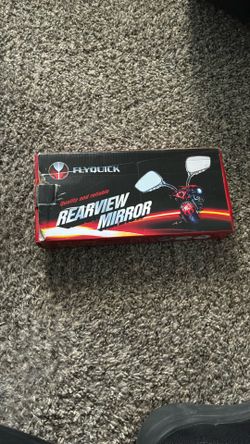 FLYQUICK
Quality and reliable
REARVIEW
MIRROR